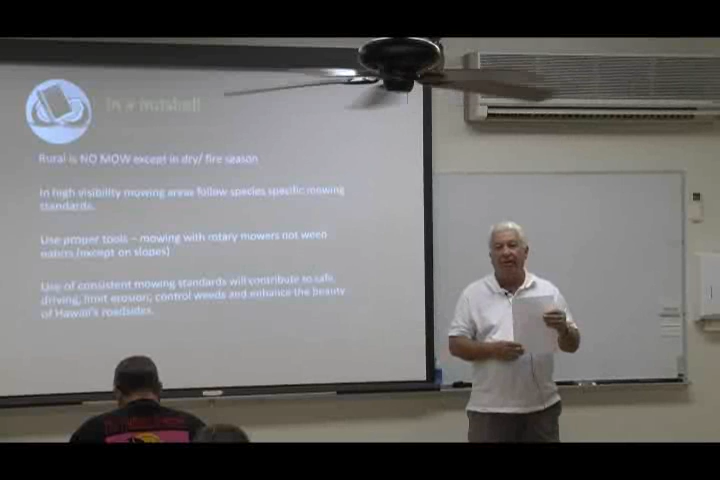 In a nutshell
Rural is NO MOW except in dry/ fire season
In high visibility mowing areas follow species specific mowing
standards.
Use proper tools – mowing with rotary mowers not weed
eaters (except on slopes)
Use of consistent mowing standards will contribute to safe
driving, limit erosion, control weeds and enhance the beauty
of Hawaii's roadsides.